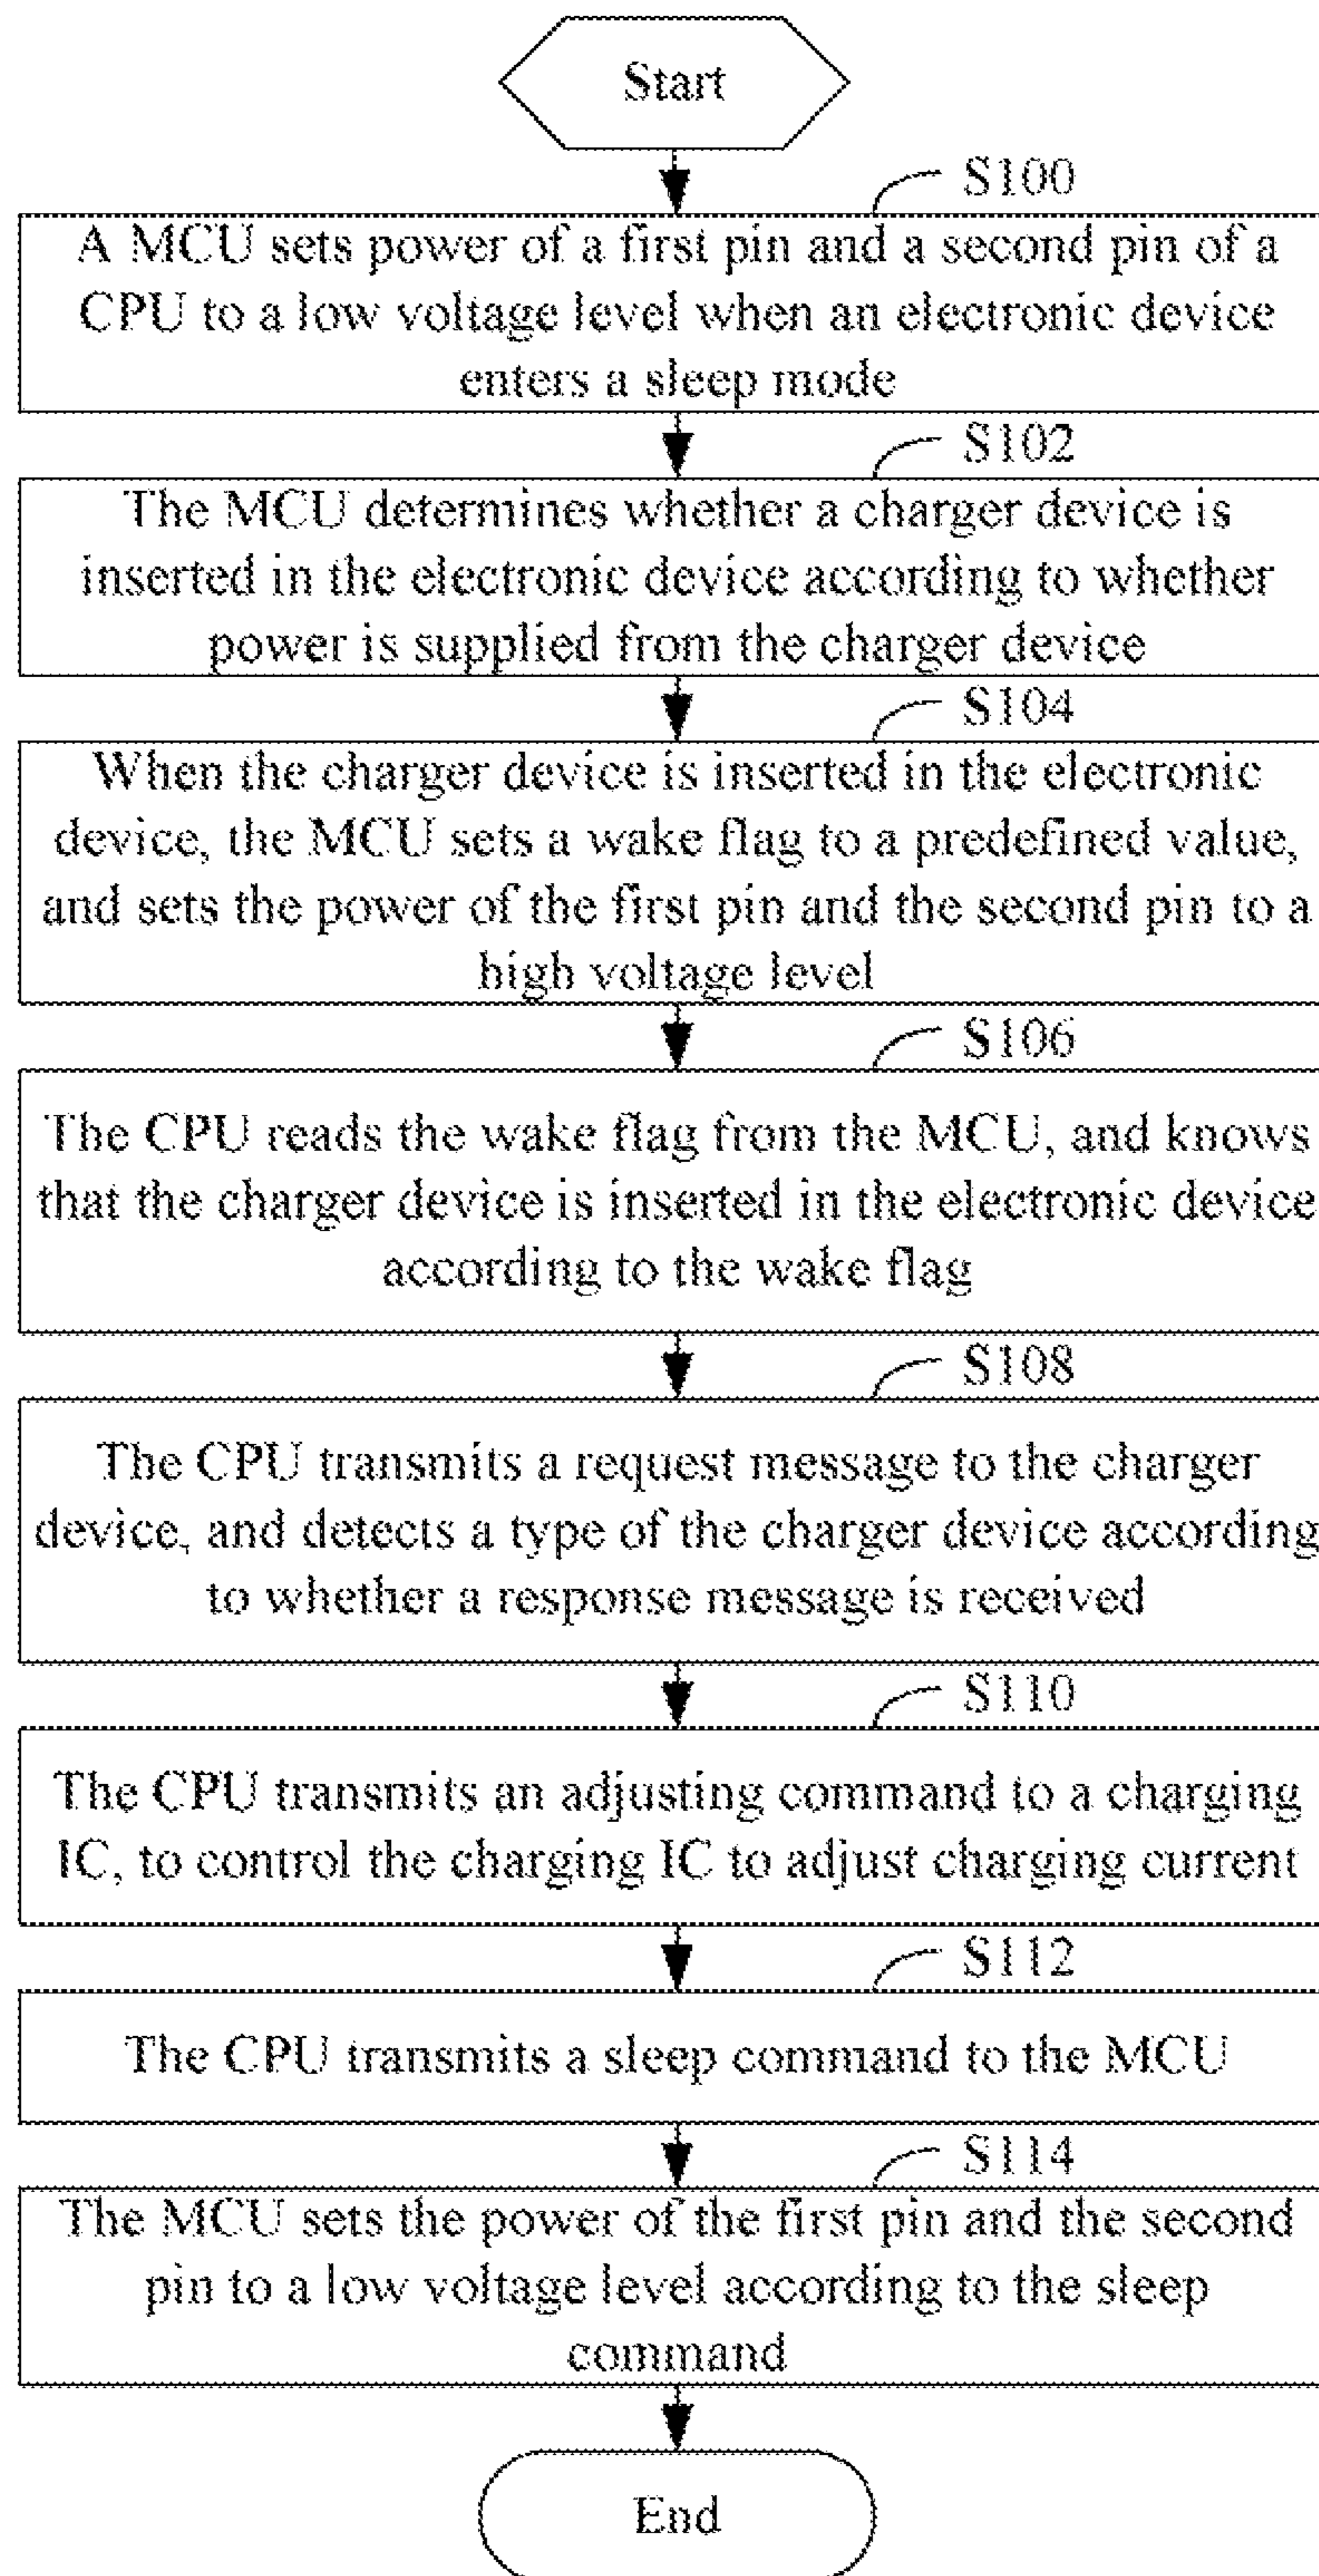 Start
S100
A MCU sets power of a first pin and a second pin of a
CPU to a low voltage level when an electronic device
enters a sleep mode
S102
The MCU determines whether a charger device is
inserted in the electronic device according to whether
power is supplied from the charger device
S104
When the charger device is inserted in the electronic
device, the MCU sets a wake flag to a predefined value,
and sets the power of the first pin and the second pin to a
high voltage level
S106
The CPU reads the wake flag from the MCU, and knows
that the charger device is inserted in the electronic device
according to the wake flag
S108
The CPU transmits a request message to the charger
device, and detects a type of the charger device according
to whether a response message is received
S110
The CPU transmits an adjusting command to a charging
IC, to control the charging IC to adjust charging current
S112
The CPU transmits a sleep command to the MCU
S114
The MCU sets the power of the first pin and the second
pin to a low voltage level according to the sleep
command
End